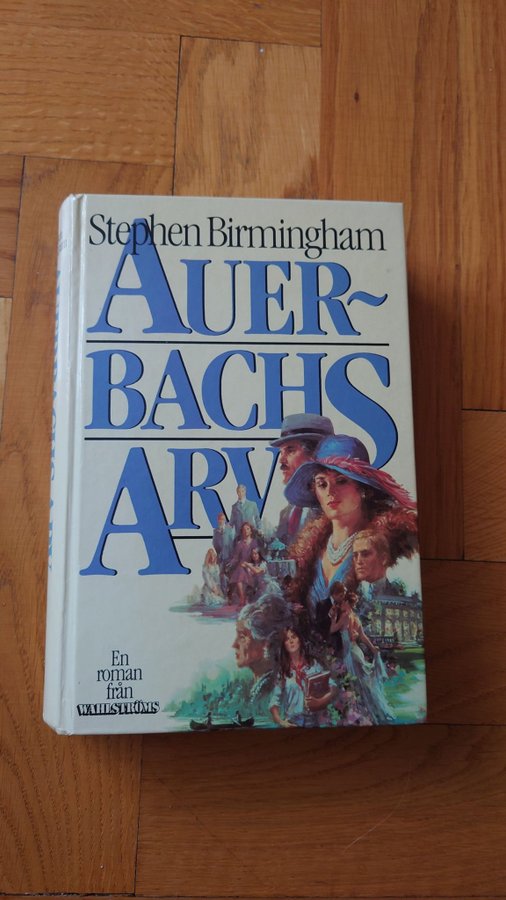 Stephen Birmingham
AUER~
BACHS
ARV
En
roman
från
WAHLSTRÖMS